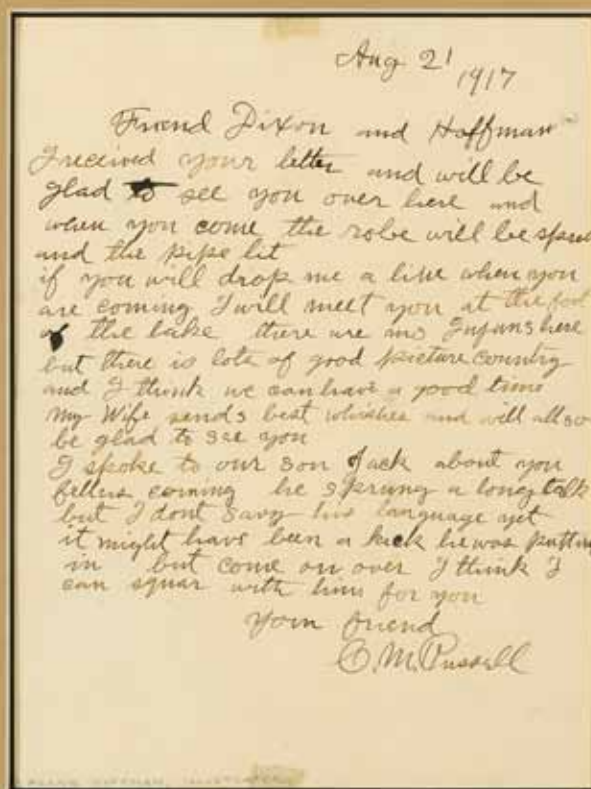 Aug 21
1917
Friend Dixon and Hoffman
I received your letter and will be
glad to see you over here and
when you come the robe will be spred
and the pipe lit
if you will drop me a line when you
are coming I will meet you at the foot
of the lake there are no Injuns here
but there is lots of good picture country
and I think we can have a good time
My Wife sends best whishes and will allso
be glad to see you
I spoke to our son Jack about you
fellers coming he sprung a long talk
but I dont savy his language yet
it might have been a kick he was putting
in but come on over I think I
can squar with him for you
Your friend
C. M. Russell